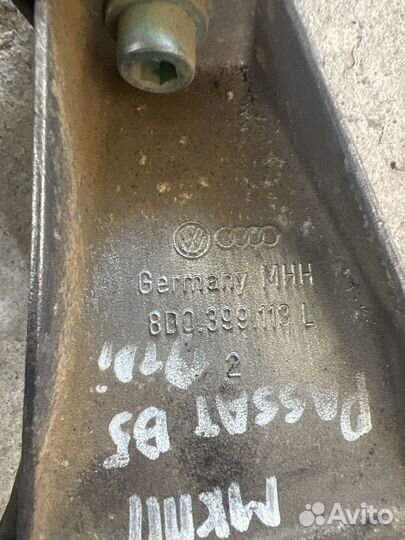 Germany MHH
8D0.399.113 L
2
PASSAT B5
МКПП
Avito